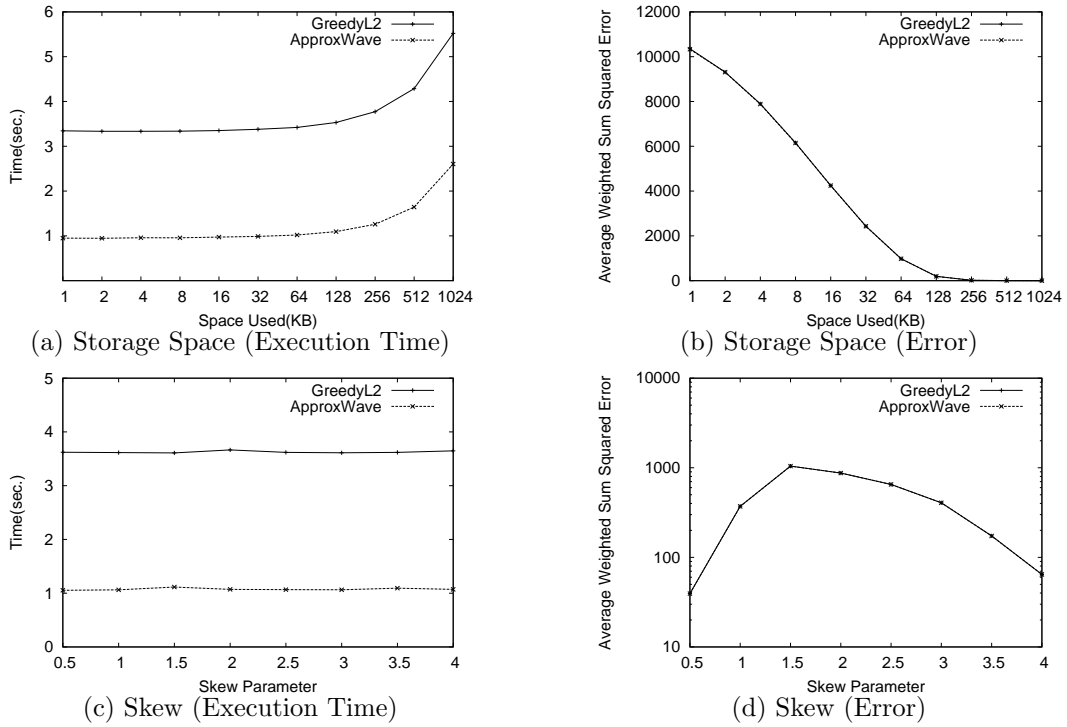 6
5
4
3
2
1
Time(sec.)
GreedyL2
ApproxWave
1 2 4 8 16 32 64 128 256 512 1024
Space Used(KB)
(a) Storage Space (Execution Time)
12000
10000
8000
6000
4000
2000
0
Average Weighted Sum Squared Error
GreedyL2
ApproxWave
1 2 4 8 16 32 64 128 256 512 1024
Space Used(KB)
(b) Storage Space (Error)
5
4
3
2
1
0
Time(sec.)
GreedyL2
ApproxWave
0.5 1 1.5 2 2.5 3 3.5 4
Skew Parameter
(c) Skew (Execution Time)
10000
1000
100
10
Average Weighted Sum Squared Error
GreedyL2
ApproxWave
0.5 1 1.5 2 2.5 3 3.5 4
Skew Parameter
(d) Skew (Error)